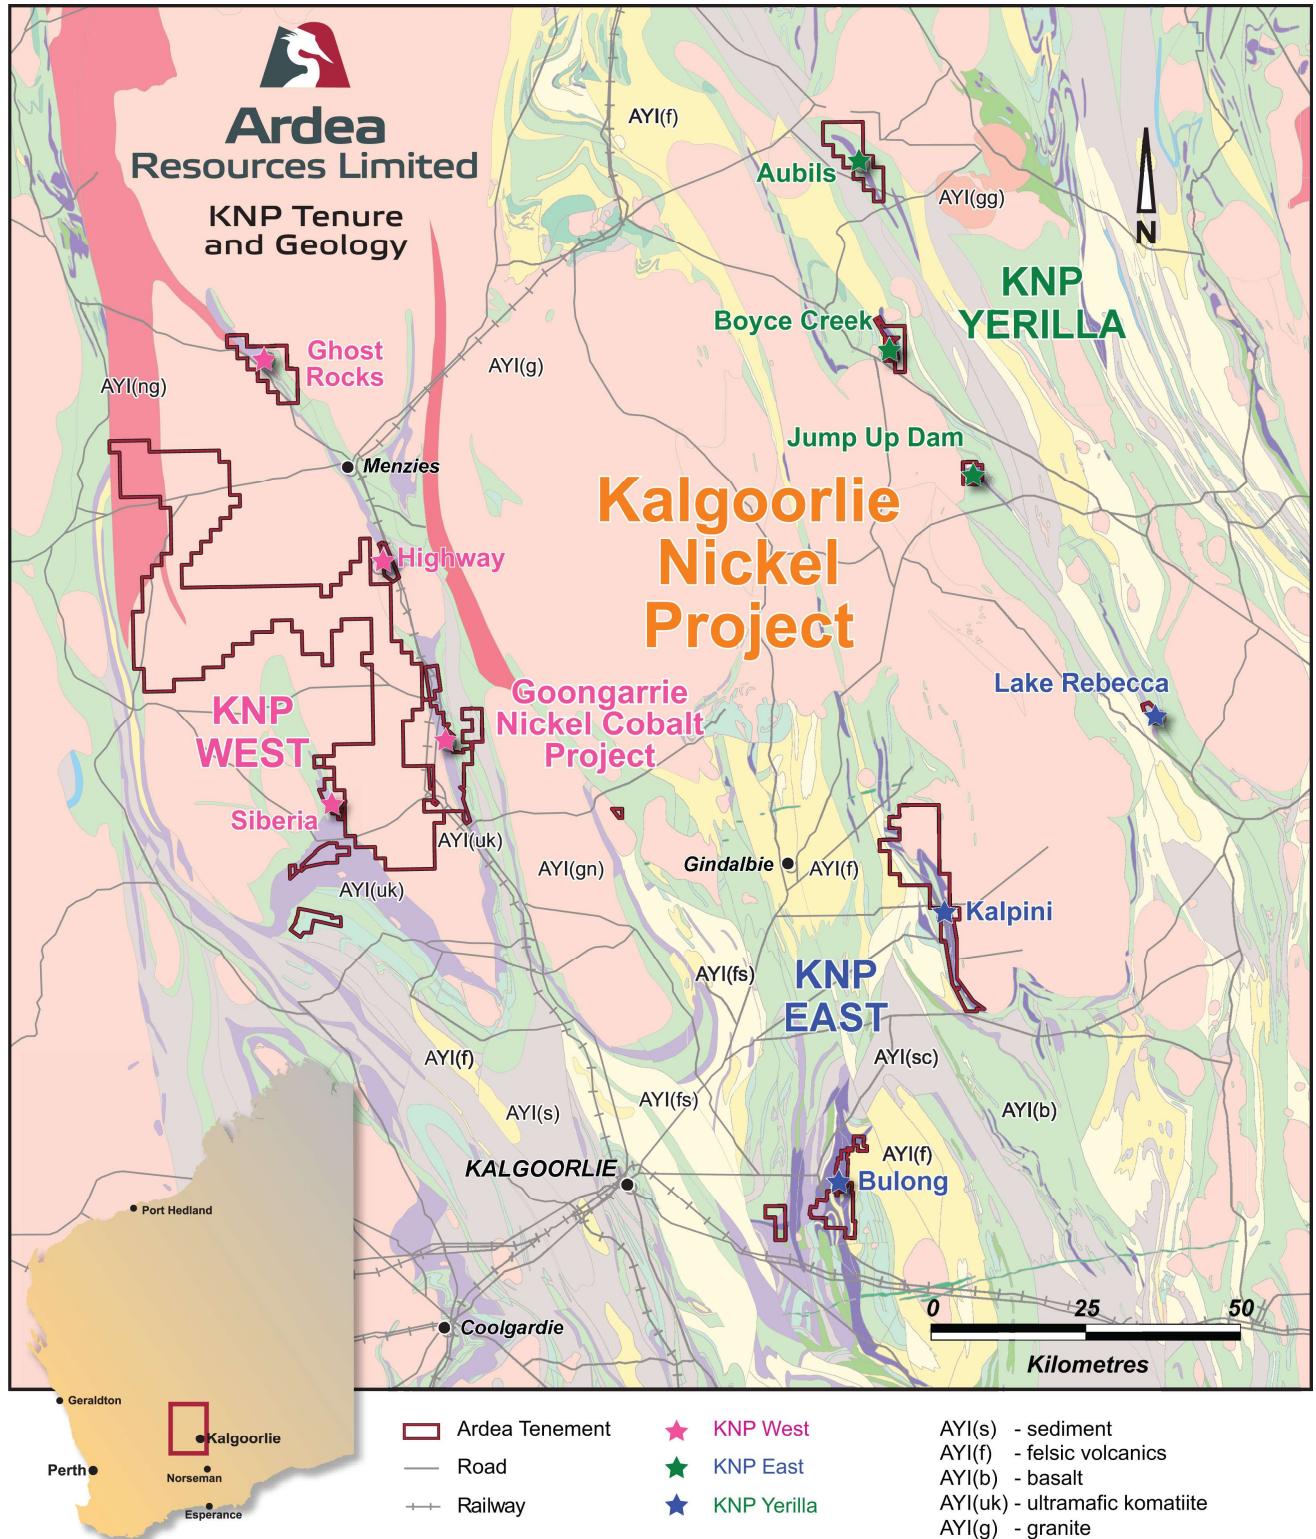 Ardea
Resources Limited
KNP Tenure
and Geology
AYI(f)
Aubils
AYI(gg)
N
KNP
YERILLA
Boyce Creek
Ghost
Rocks
AYI(g)
AYI(ng)
Jump Up Dam
Menzies
Kalgoorlie
Nickel
Project
Highway
Lake Rebecca
Goongarrie
Nickel Cobalt
Project
KNP
WEST
Siberia
AYI(uk)
AYI(gn)
Gindalbie
AYI(f)
AYI(uk)
Kalpini
AYI(fs)
KNP
EAST
AYI(f)
AYI(sc)
AYI(s)
AYI(fs)
AYI(b)
KALGOORLIE
AYI(f)
Bulong
Port Hedland
0 25 50
Kilometres
Coolgardie
Geraldton
Kalgoorlie
Perth
Norseman
Esperance
Ardea Tenement
Road
Railway
KNP West
KNP East
KNP Yerilla
AYI(s) - sediment
AYI(f) - felsic volcanics
AYI(b) - basalt
AYI(uk) - ultramafic komatiite
AYI(g) - granite